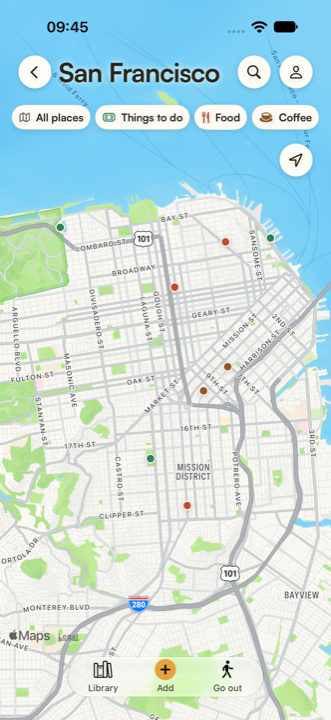 09:45
San Francisco
All places
Things to do
Food
Coffee
BAY ST
LOMBARD ST
101
SANSOME ST
BROADWAY
DIVISADERO ST
LAGUNA ST
GOUGH ST
GEARY ST
ARGUELLO BLVD
MASONIC AVE
MISSION ST
2ND ST
HARRISON ST
FULTON ST
OAK ST
MARKET ST
9TH ST
STANYAN ST
16TH ST
17TH ST
3RD ST
CASTRO ST
MISSION
DISTRICT
POTRERO AVE
CLIPPER ST
101
280
MONTEREY BLVD
BAYVIEW
Maps
Legal
Library
Add
Go out